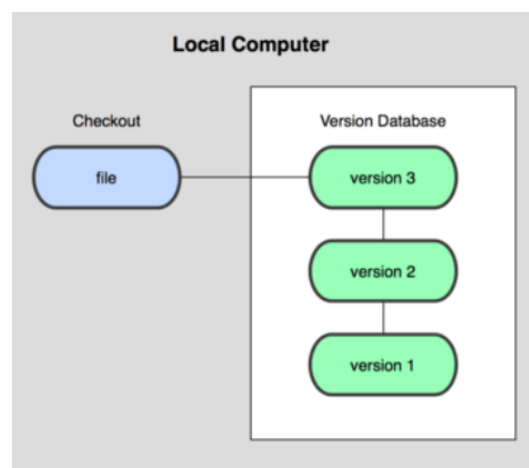 Local Computer
Checkout
Version Database
file
version 3
version 2
version 1